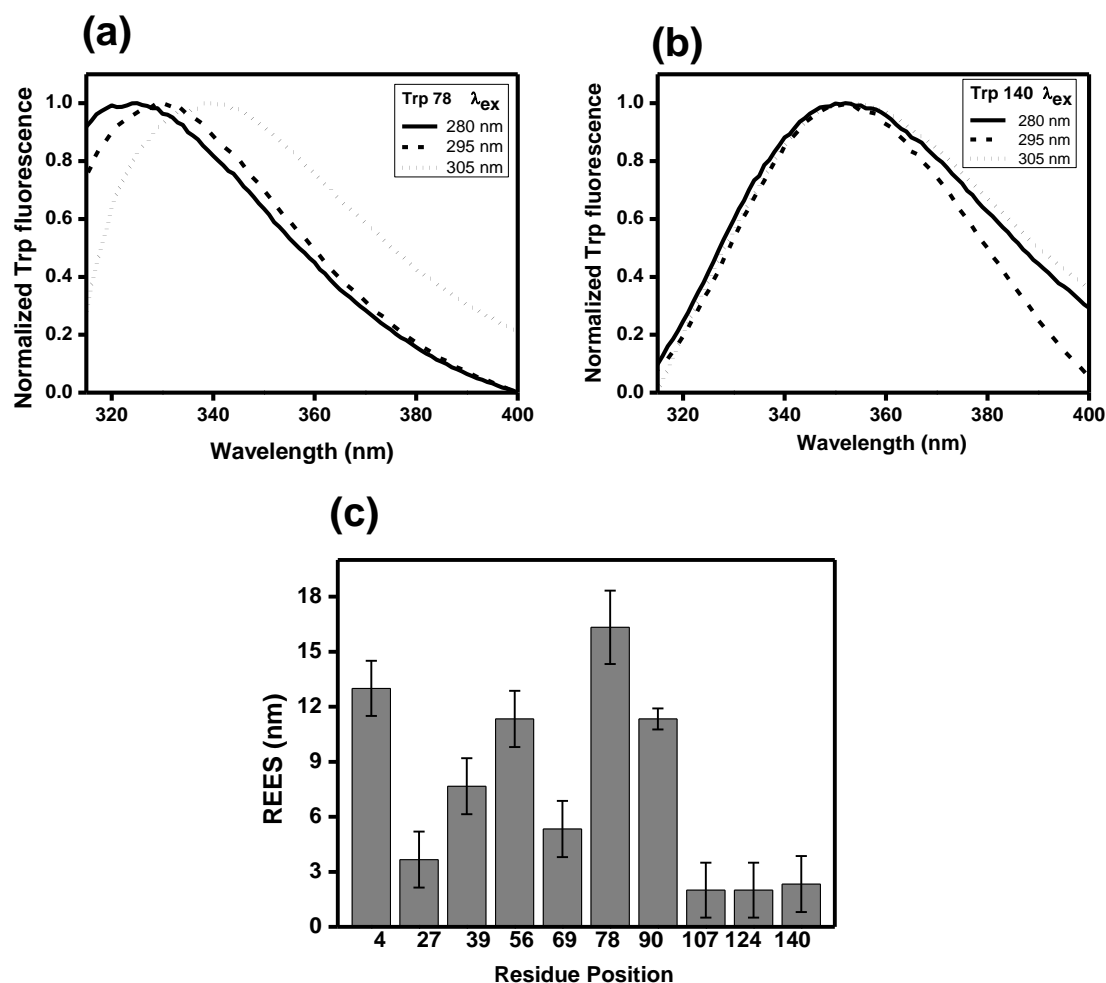 (a)
Normalized Trp fluorescence
1.0
0.8
0.6
0.4
0.2
0.0
Trp 78 λex
280 nm
295 nm
305 nm
320 340 360 380 400
Wavelength (nm)
(b)
Normalized Trp fluorescence
1.0
0.8
0.6
0.4
0.2
0.0
Trp 140 λex
280 nm
295 nm
305 nm
320 340 360 380 400
Wavelength (nm)
(c)
REES (nm)
18
15
12
9
6
3
0
4 27 39 56 69 78 90 107 124 140
Residue Position